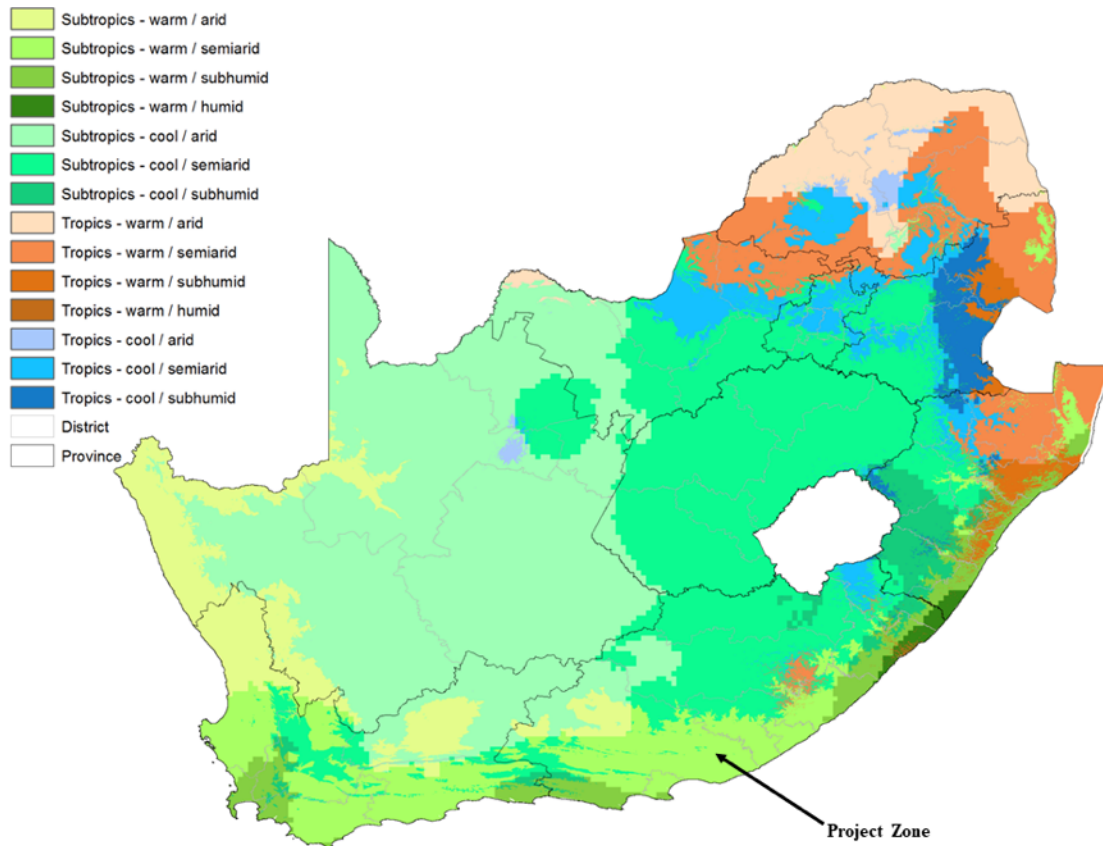 Subtropics - warm / arid
Subtropics - warm / semiarid
Subtropics - warm / subhumid
Subtropics - warm / humid
Subtropics - cool / arid
Subtropics - cool / semiarid
Subtropics - cool / subhumid
Tropics - warm / arid
Tropics - warm / semiarid
Tropics - warm / subhumid
Tropics - warm / humid
Tropics - cool / arid
Tropics - cool / semiarid
Tropics - cool / subhumid
District
Province
Project Zone